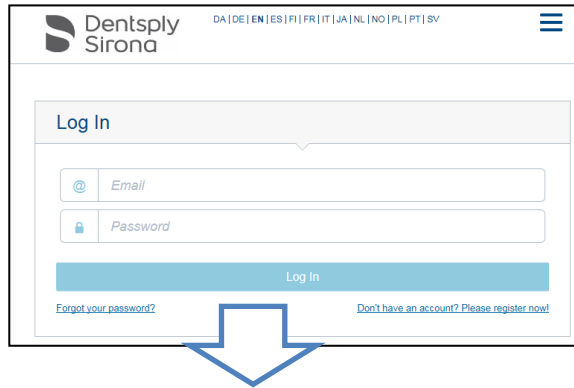 Dentsply
Sirona
DA | DE | EN | ES | FI | FR | IT | JA | NL | NO | PL | PT | SV
Log In
@ Email
Password
Log In
Forgot your password? Don't have an account? Please register now!